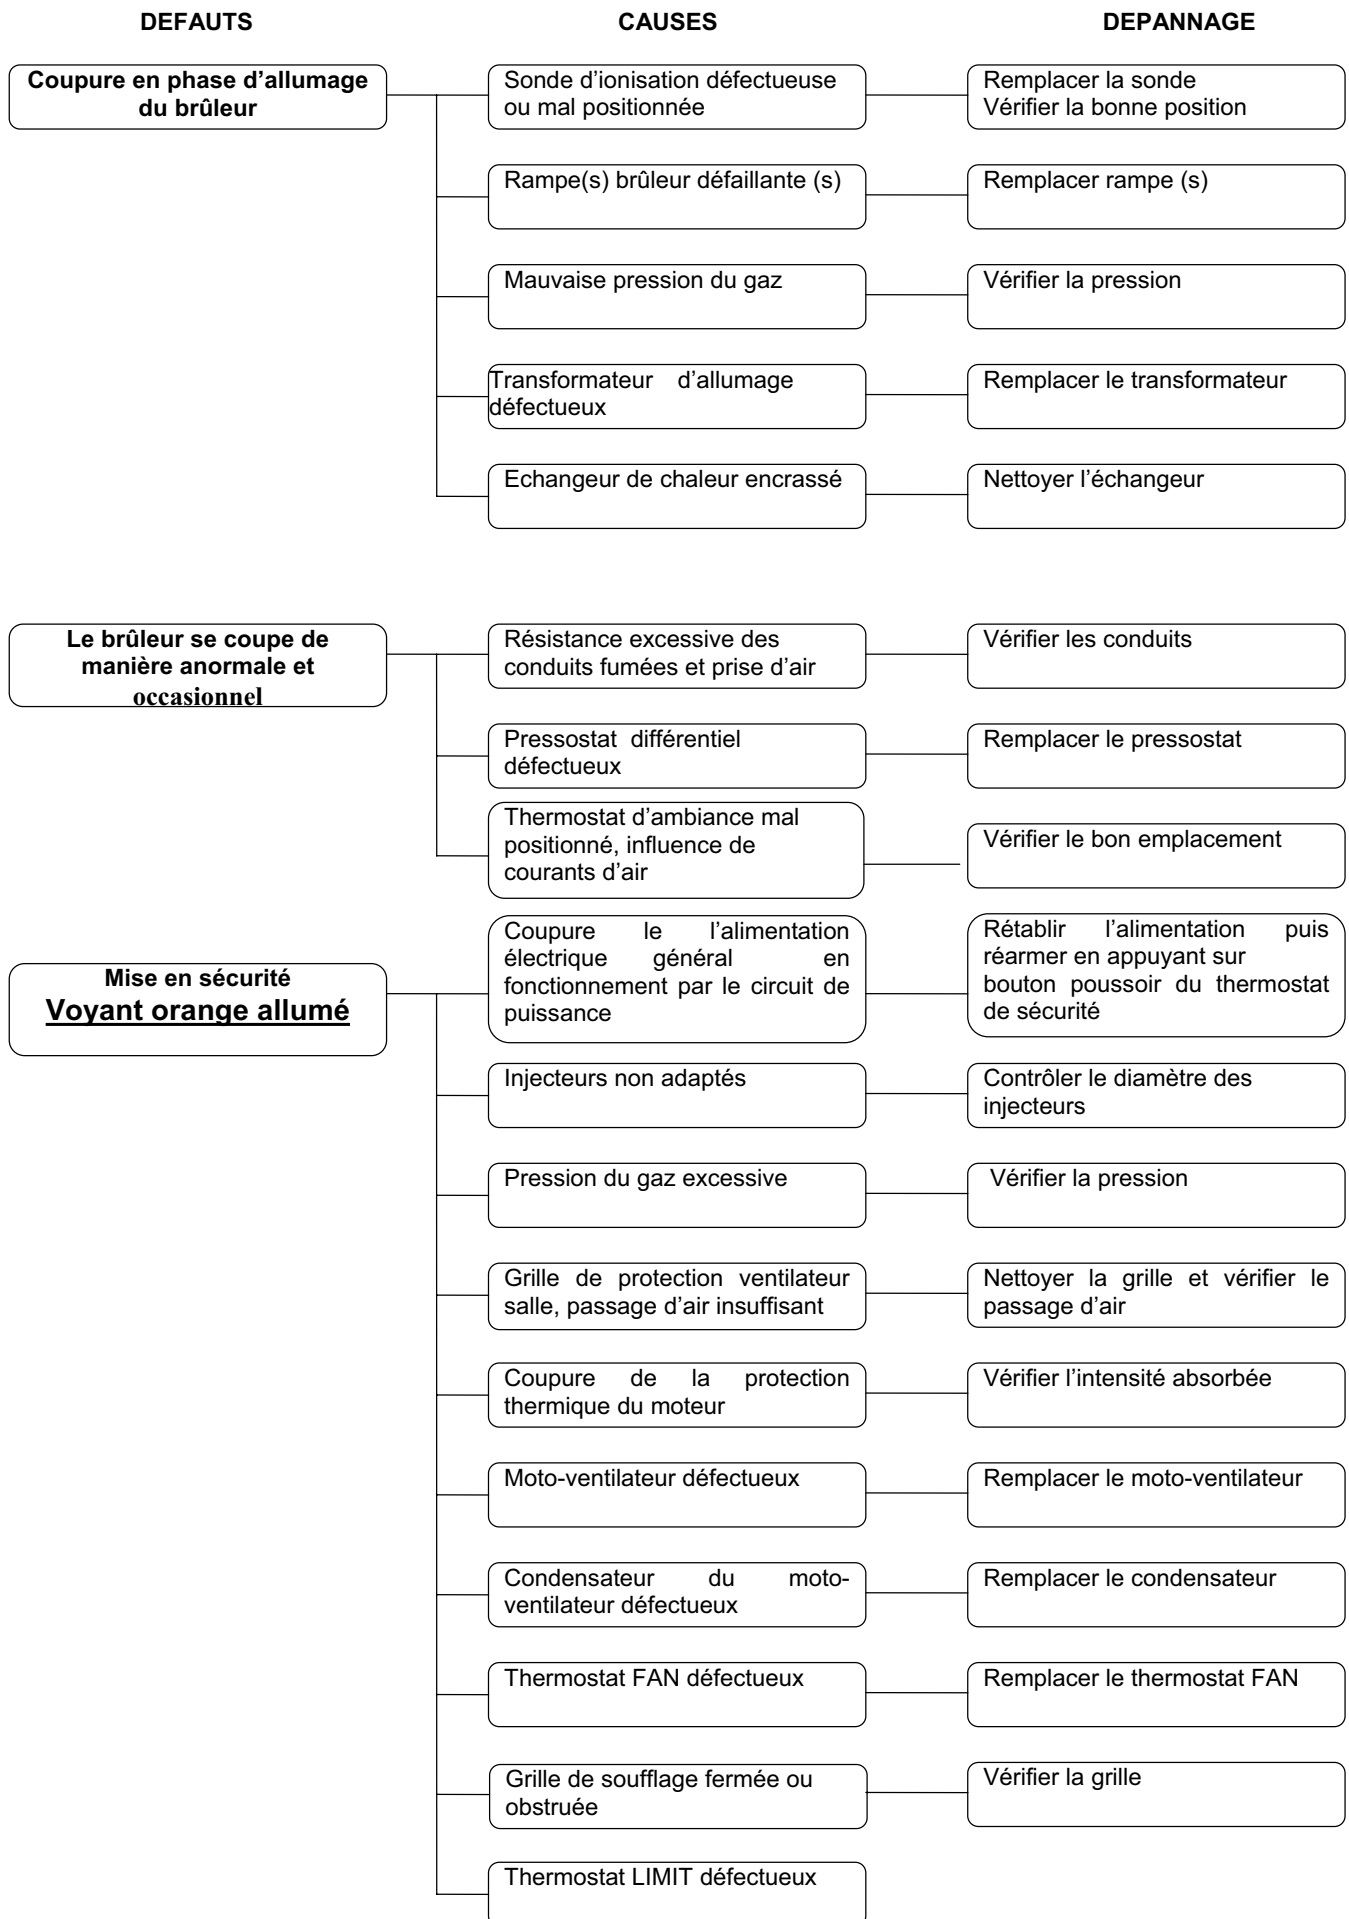 DEFAUTS CAUSES DEPANNAGE
Coupure en phase d’allumage
du brûleur
Sonde d’ionisation défectueuse
ou mal positionnée
Remplacer la sonde
Vérifier la bonne position
Rampe(s) brûleur défaillante (s)
Remplacer rampe (s)
Mauvaise pression du gaz
Vérifier la pression
Transformateur d’allumage
défectueux
Remplacer le transformateur
Echangeur de chaleur encrassé
Nettoyer l’échangeur
Le brûleur se coupe de
manière anormale et
occasionnel
Résistance excessive des
conduits fumées et prise d’air
Vérifier les conduits
Pressostat différentiel
défectueux
Remplacer le pressostat
Thermostat d’ambiance mal
positionné, influence de
courants d’air
Vérifier le bon emplacement
Mise en sécurité
Voyant orange allumé
Coupure le l’alimentation
électrique général en
fonctionnement par le circuit de
puissance
Rétablir l’alimentation puis
réarmer en appuyant sur
bouton poussoir du thermostat
de sécurité
Injecteurs non adaptés
Contrôler le diamètre des
injecteurs
Pression du gaz excessive
Vérifier la pression
Grille de protection ventilateur
salle, passage d’air insuffisant
Nettoyer la grille et vérifier le
passage d’air
Coupure de la protection
thermique du moteur
Vérifier l’intensité absorbée
Moto-ventilateur défectueux
Remplacer le moto-ventilateur
Condensateur du moto-
ventilateur défectueux
Remplacer le condensateur
Thermostat FAN défectueux
Remplacer le thermostat FAN
Grille de soufflage fermée ou
obstruée
Vérifier la grille
Thermostat LIMIT défectueux